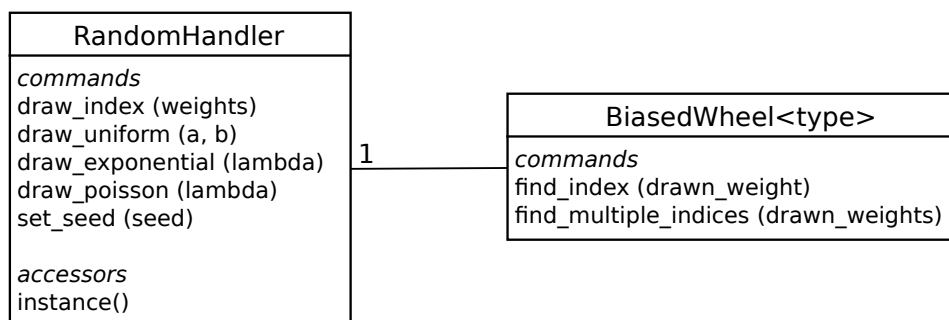 RandomHandler
commands
draw_index (weights)
draw_uniform (a, b)
draw_exponential (lambda)
draw_poisson (lambda)
set_seed (seed)
accessors
instance()
1
BiasedWheel<type>
commands
find_index (drawn_weight)
find_multiple_indices (drawn_weights)